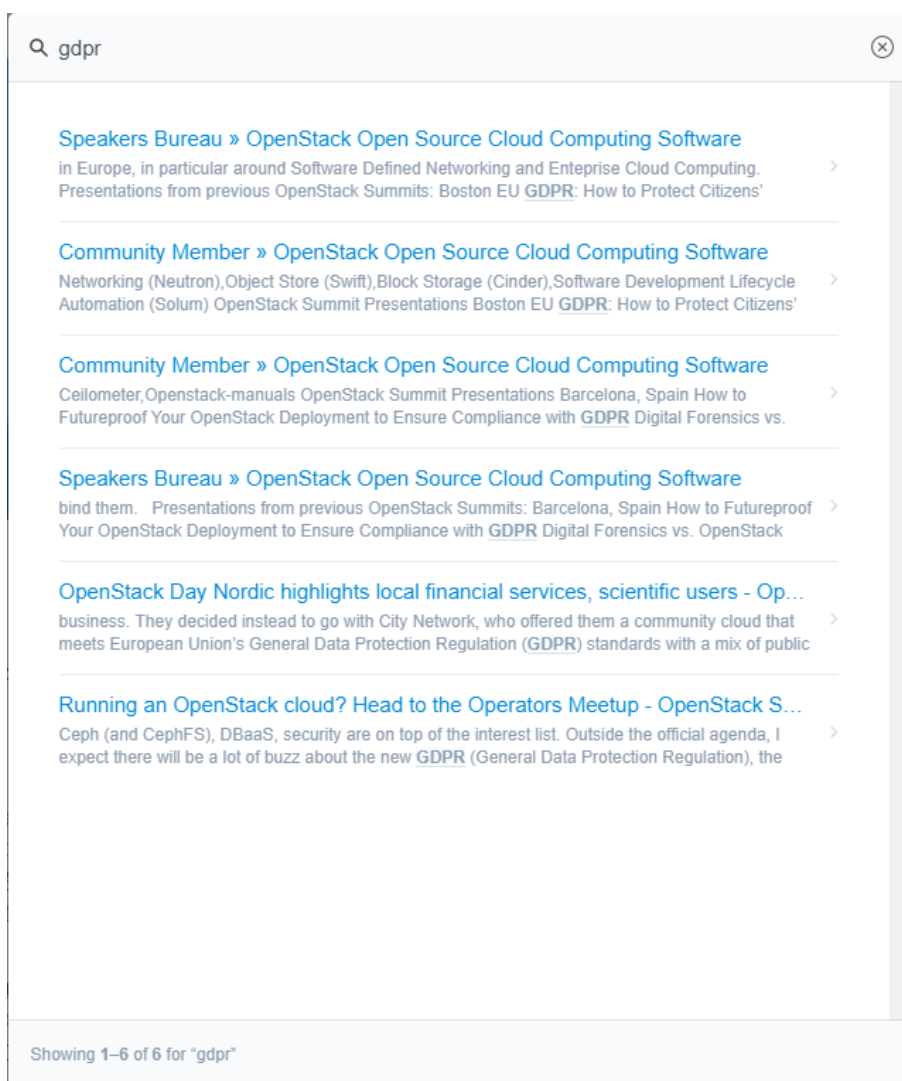 gdpr
Speakers Bureau » OpenStack Open Source Cloud Computing Software
in Europe, in particular around Software Defined Networking and Enteprise Cloud Computing.
Presentations from previous OpenStack Summits: Boston EU GDPR: How to Protect Citizens’
Community Member » OpenStack Open Source Cloud Computing Software
Networking (Neutron),Object Store (Swift),Block Storage (Cinder),Software Development Lifecycle
Automation (Solum) OpenStack Summit Presentations Boston EU GDPR: How to Protect Citizens’
Community Member » OpenStack Open Source Cloud Computing Software
Ceilometer,Openstack-manuals OpenStack Summit Presentations Barcelona, Spain How to
Futureproof Your OpenStack Deployment to Ensure Compliance with GDPR Digital Forensics vs.
Speakers Bureau » OpenStack Open Source Cloud Computing Software
bind them. Presentations from previous OpenStack Summits: Barcelona, Spain How to Futureproof
Your OpenStack Deployment to Ensure Compliance with GDPR Digital Forensics vs. OpenStack
OpenStack Day Nordic highlights local financial services, scientific users - Op...
business. They decided instead to go with City Network, who offered them a community cloud that
meets European Union’s General Data Protection Regulation (GDPR) standards with a mix of public
Running an OpenStack cloud? Head to the Operators Meetup - OpenStack S...
Ceph (and CephFS), DBaaS, security are on top of the interest list. Outside the official agenda, I
expect there will be a lot of buzz about the new GDPR (General Data Protection Regulation), the
Showing 1–6 of 6 for “gdpr”